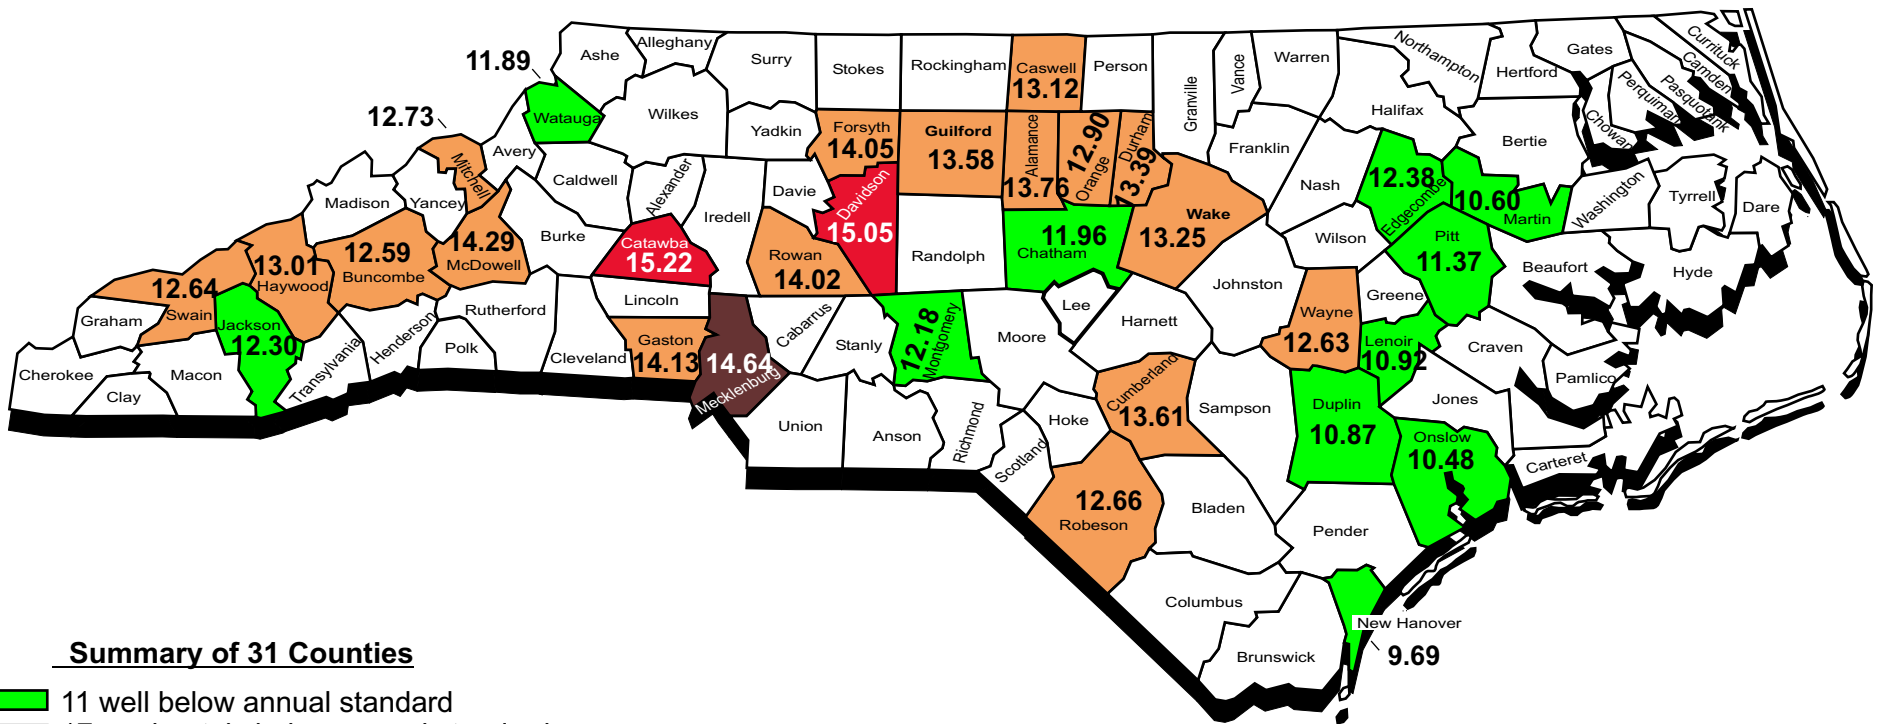 Ashe
Alleghany
Surry
Stokes
Rockingham
Caswell
13.12
Person
Granville
Vance
Warren
Northampton
Hertford
Gates
Currituck
Camden
Pasquotank
Perquimans
Chowan
11.89
Watauga
Wilkes
Yadkin
Forsyth
14.05
Guilford
13.58
Alamance
13.76
12.90
Orange
Durham
13.39
Franklin
Halifax
Bertie
12.73
Mitchell
Avery
Caldwell
Alexander
Iredell
Davie
Davidson
15.05
Randolph
11.96
Chatham
Wake
13.25
Nash
12.38
Edgecombe
10.60
Martin
Washington
Tyrrell
Dare
Madison
Yancey
Burke
Catawba
15.22
Rowan
14.02
Johnston
Wilson
Pitt
11.37
Beaufort
Hyde
12.64
Swain
13.01
Haywood
12.59
Buncombe
14.29
McDowell
Graham
Jackson
12.30
Transylvania
Henderson
Rutherford
Polk
Cleveland
Lincoln
Gaston
14.13
14.64
Mecklenburg
Cabarrus
Stanly
12.18
Montgomery
Moore
Lee
Harnett
Wayne
12.63
Greene
Lenoir
10.92
Craven
Pamlico
Cherokee
Clay
Macon
Union
Anson
Richmond
Scotland
Hoke
Cumberland
13.61
Sampson
Duplin
10.87
Jones
Onslow
10.48
Carteret
12.66
Robeson
Bladen
Pender
Columbus
Brunswick
New Hanover
9.69
Summary of 31 Counties
11 well below annual standard